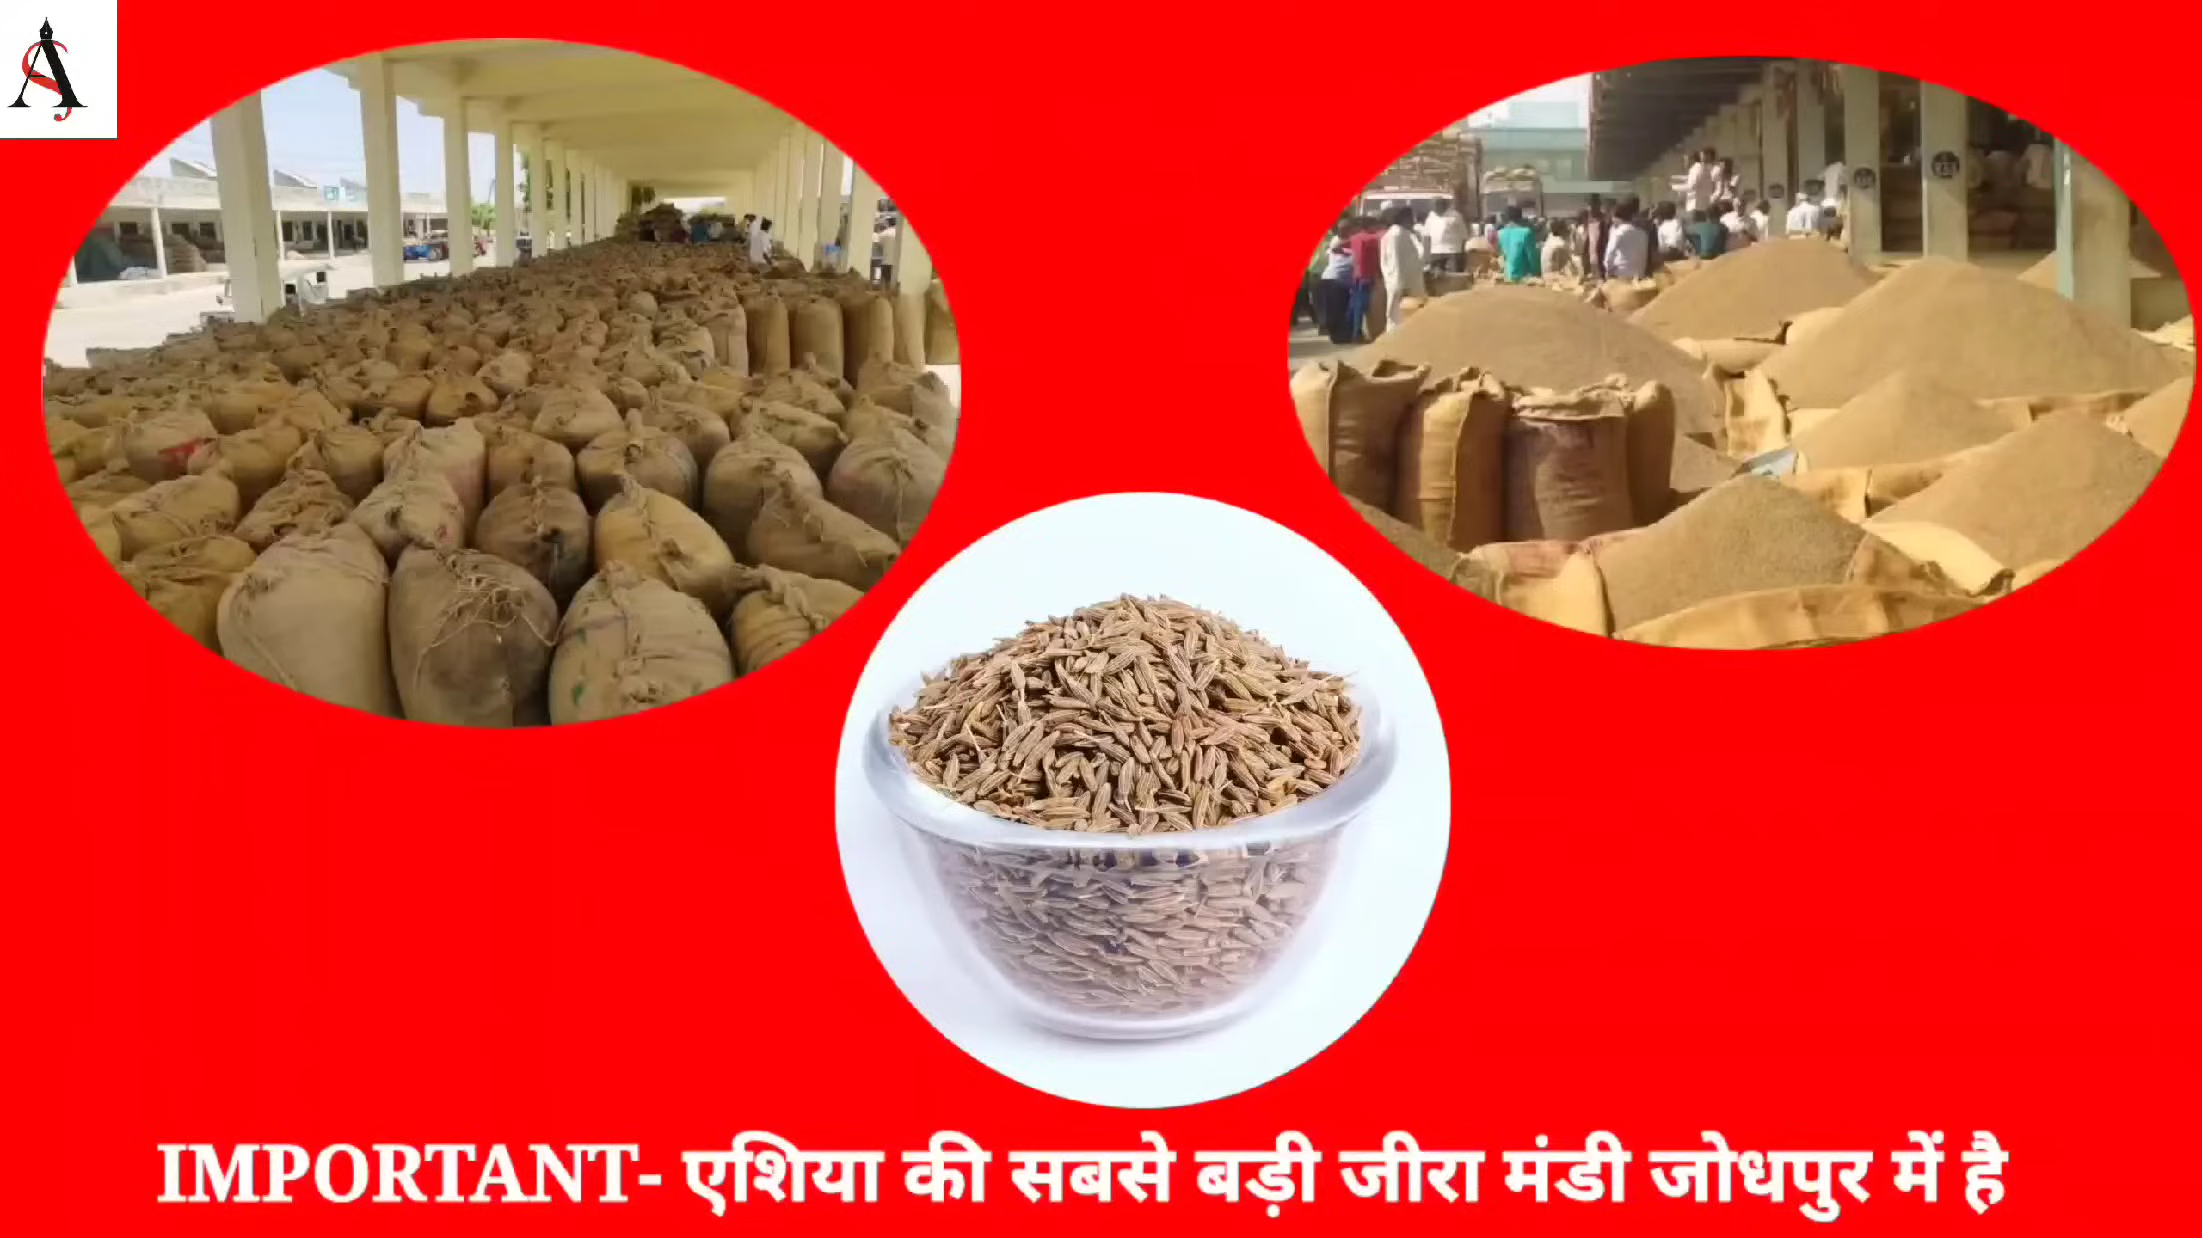 IMPORTANT- एशिया की सबसे बड़ी जीरा मंडी जोधपुर में है